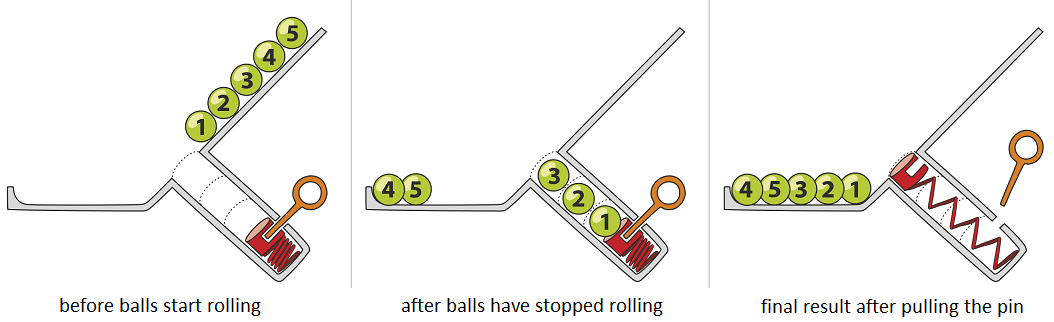 5
4
3
2
1
before balls start rolling
4 5
3
2
1
after balls have stopped rolling
4 5 3 2 1
final result after pulling the pin